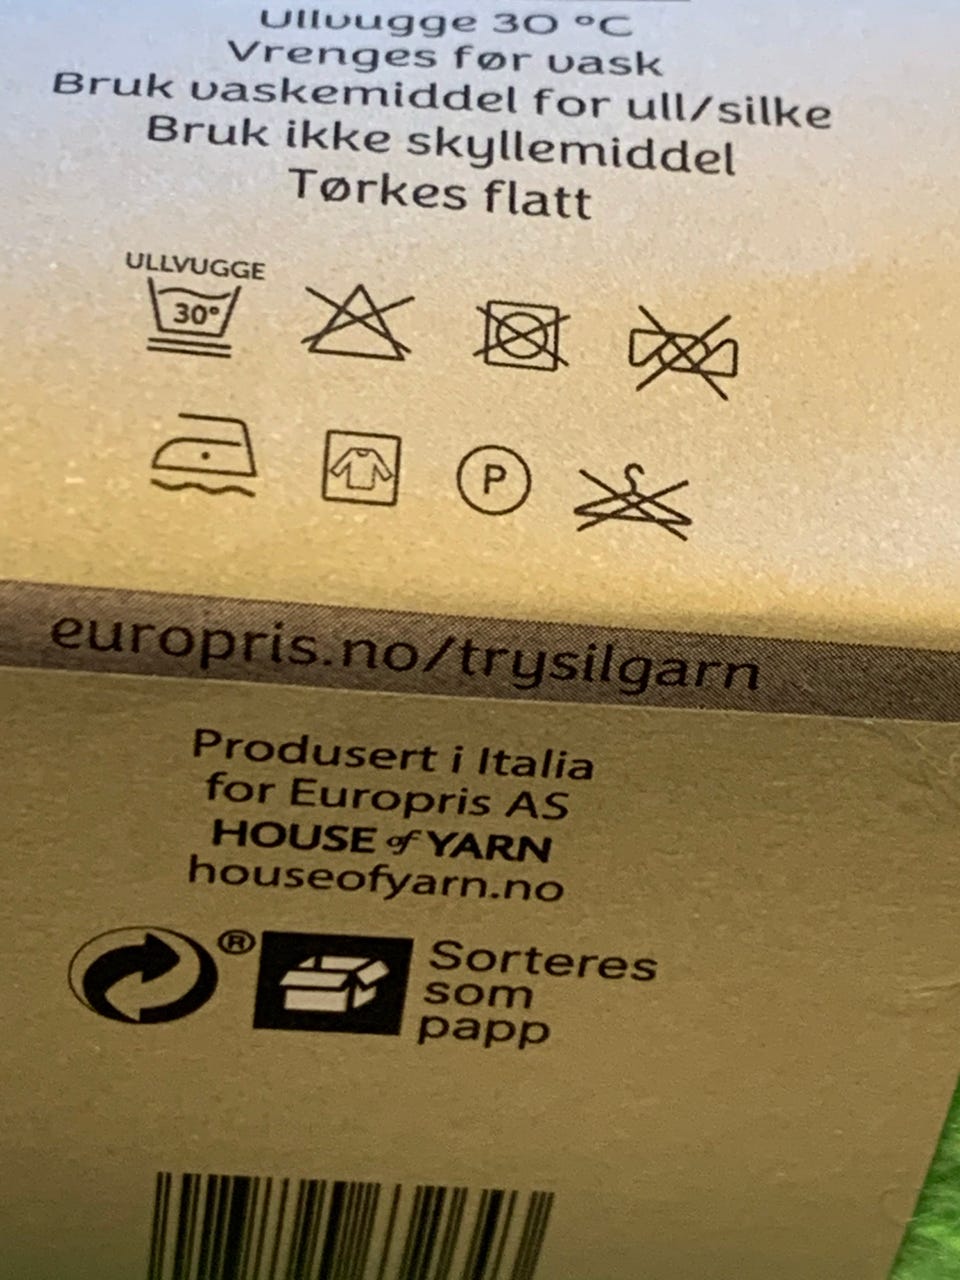 Ullvugge 30 °C
Vrenges før vask
Bruk vaskemiddel for ull/silke
Bruk ikke skyllemiddel
Tørkes flatt
ULLVUGGE
30°
P
europris.no/trysilgarn
Produsert i Italia
for Europris AS
HOUSE of YARN
houseofyarn.no
®
Sorteres
som
papp